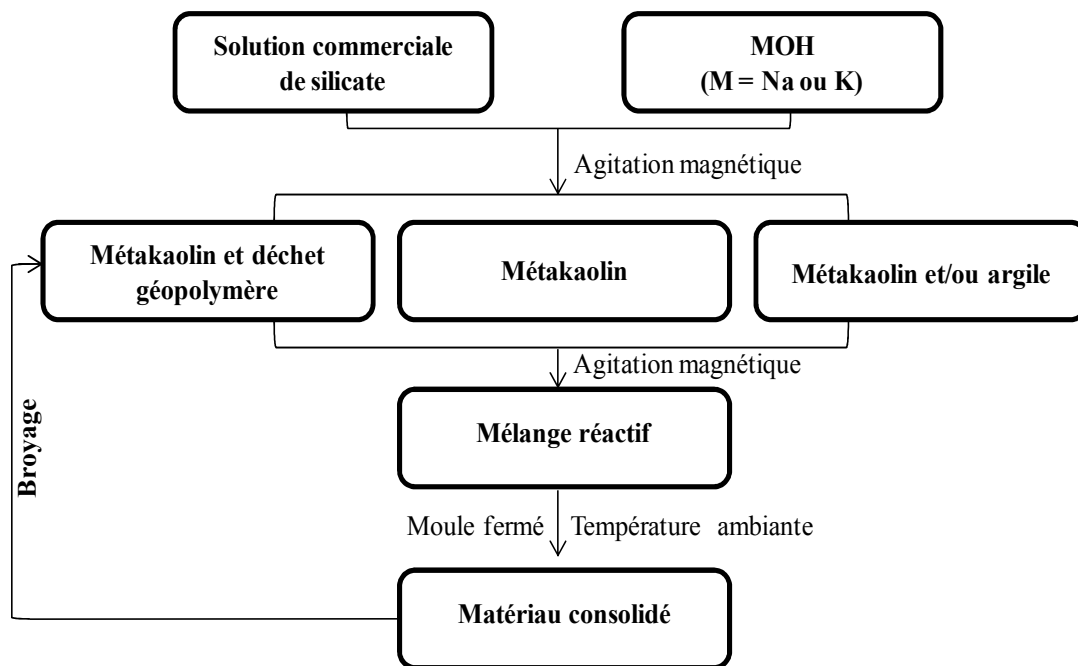 Solution commerciale
de silicate
MOH
(M = Na ou K)
Agitation magnétique
Métakaolin et déchet
géopolymère
Métakaolin
Métakaolin et/ou argile
Agitation magnétique
Mélange réactif
Broyage
Moule fermé
Température ambiante
Matériau consolidé